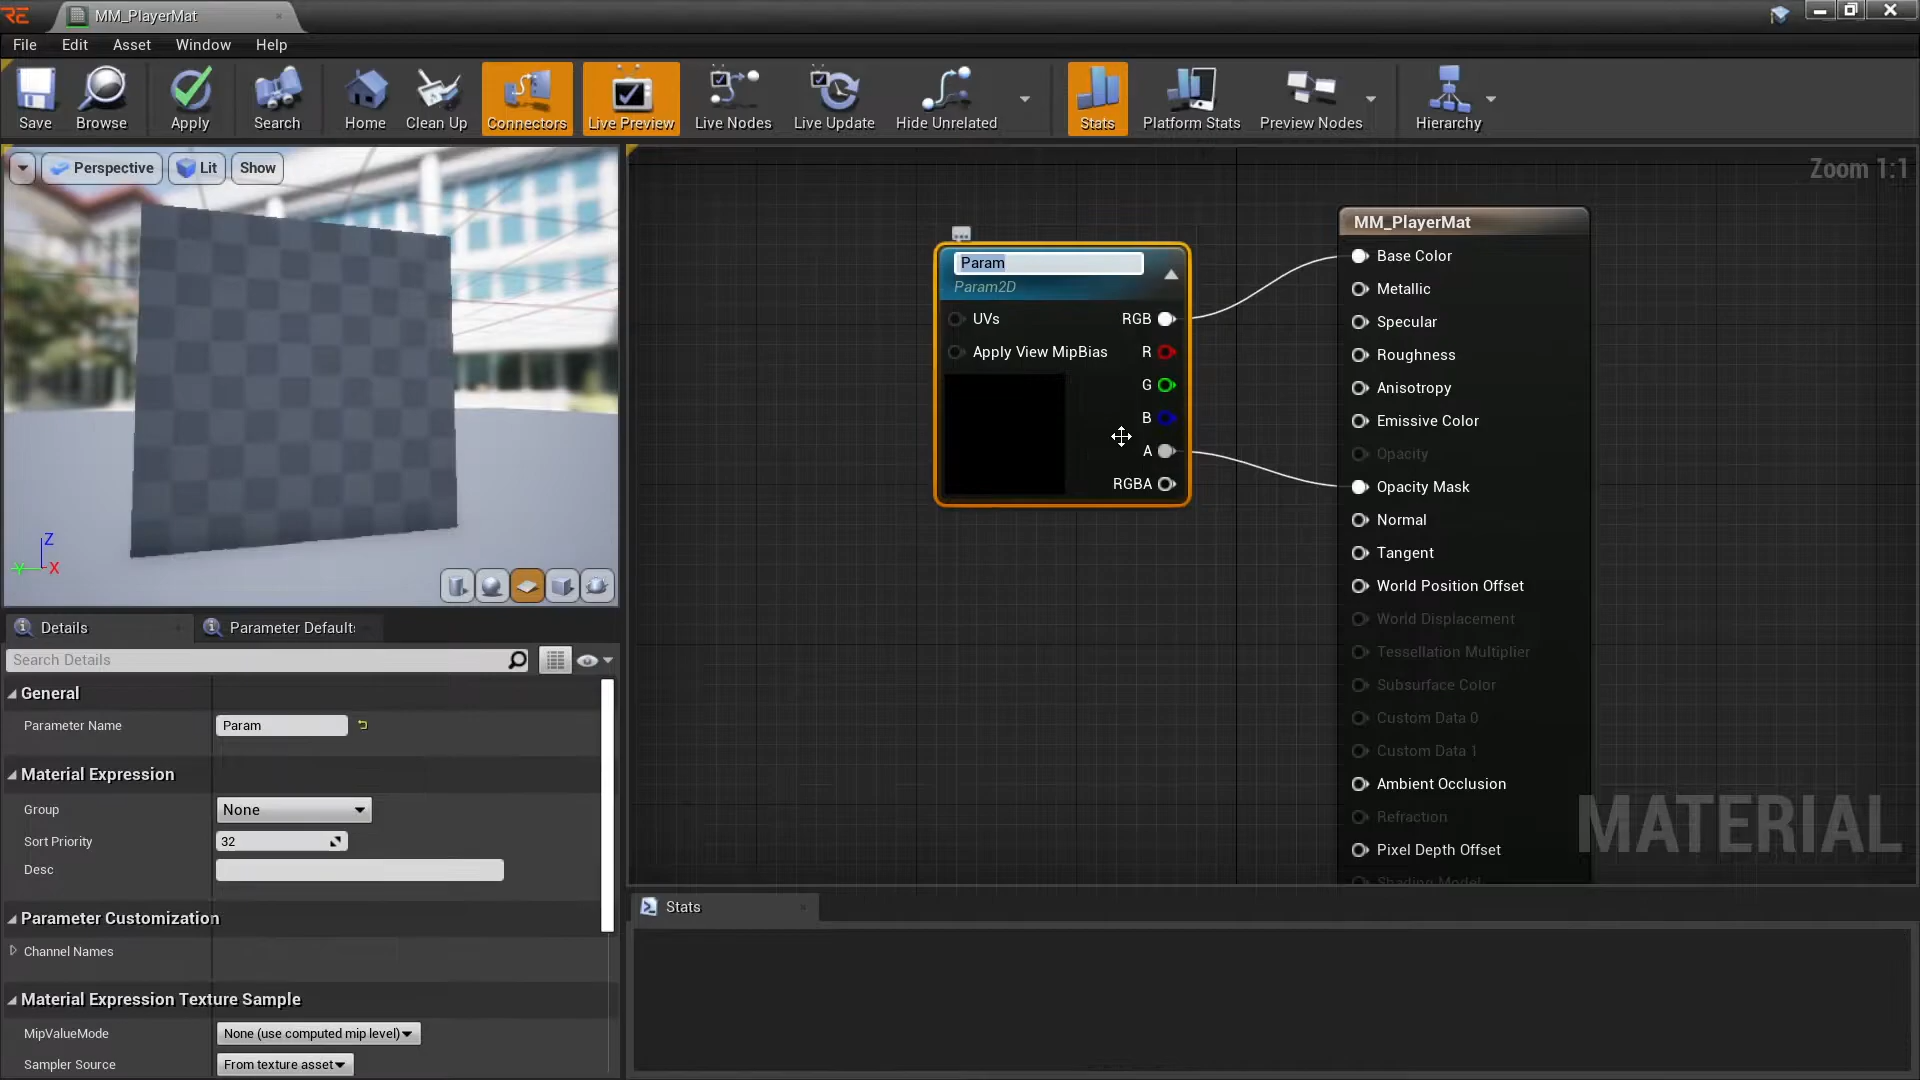 MM_PlayerMat
File Edit Asset Window Help
Save Browse Apply Search Home Clean Up Connectors Live Preview Live Nodes Live Update Hide Unrelated Stats Platform Stats Preview Nodes Hierarchy
Perspective Lit Show
Z
Y X
Details Parameter Default
Search Details
General
Parameter Name Param
Material Expression
Group None
Sort Priority 32
Desc
Parameter Customization
Channel Names
Material Expression Texture Sample
MipValueMode None (use computed mip level)
Sampler Source From texture asset
Zoom 1:1
Param
Param2D
UVs RGB
Apply View MipBias R
G
B
A
RGBA
MM_PlayerMat
Base Color
Metallic
Specular
Roughness
Anisotropy
Emissive Color
Opacity
Opacity Mask
Normal
Tangent
World Position Offset
World Displacement
Tessellation Multiplier
Subsurface Color
Custom Data 0
Custom Data 1
Ambient Occlusion
Refraction
Pixel Depth Offset
Shading Model
MATERIAL
Stats